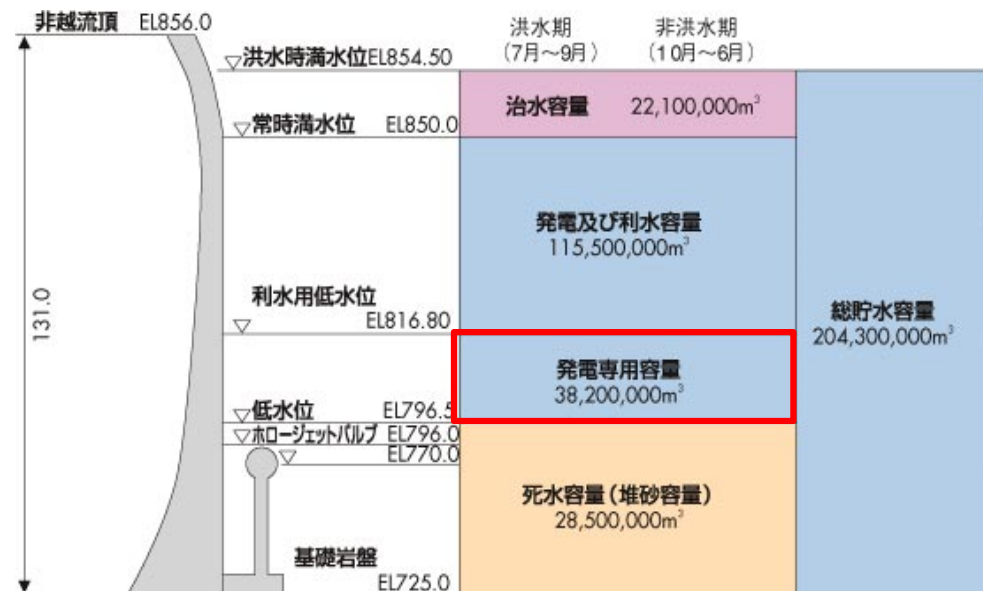 非越流頂 EL856.0
洪水期
(7月～9月)
非洪水期
(10月～6月)
▽洪水時満水位EL854.50
治水容量 22,100,000m³
▽常時満水位 EL850.0
発電及び利水容量
115,500,000m³
131.0
利水用低水位
▽ EL816.80
総貯水容量
204,300,000m³
発電専用容量
38,200,000m³
▽低水位 EL796.5
▽ホロージェットバルブ EL796.0
▽ EL770.0
死水容量(堆砂容量)
28,500,000m³
基礎岩盤
EL725.0